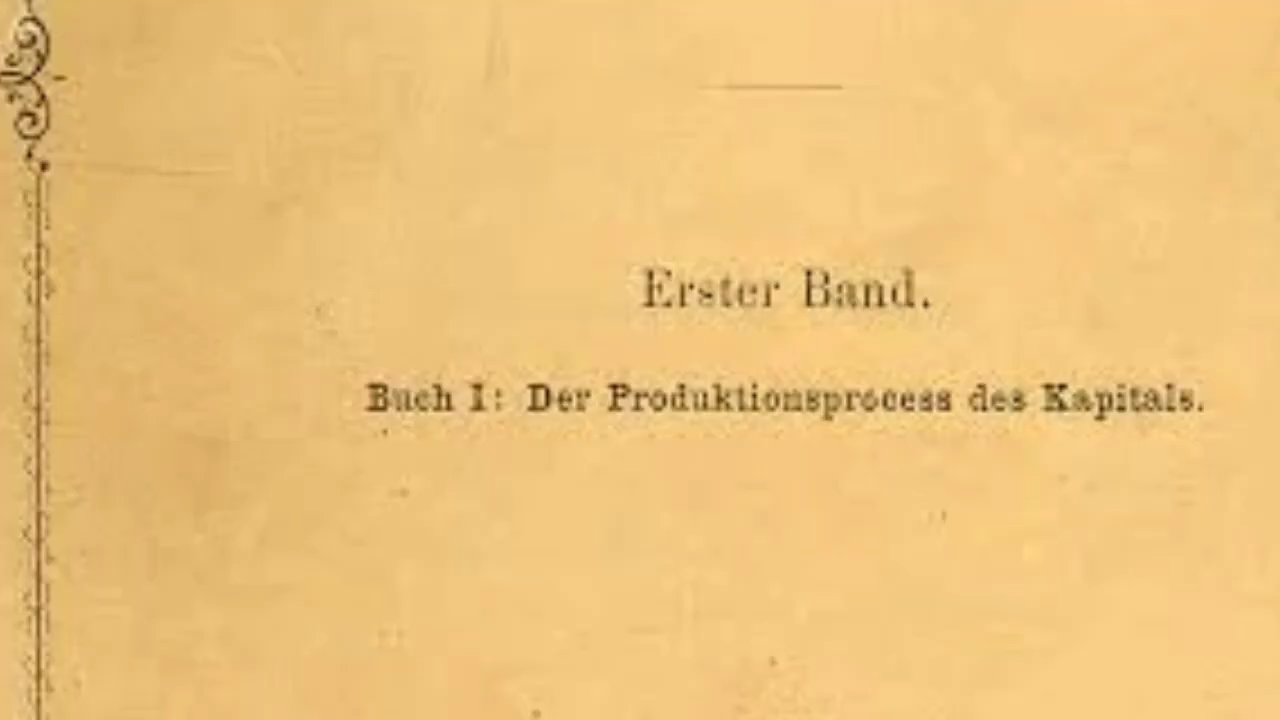 Erster Band.
Buch I: Der Produktionsprocess des Kapitals.